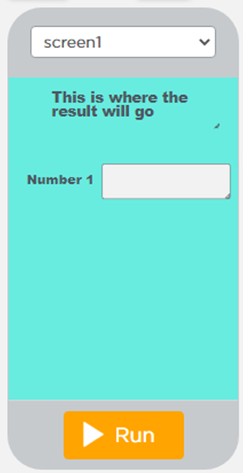 screen1
This is where the
result will go
Number 1
Run